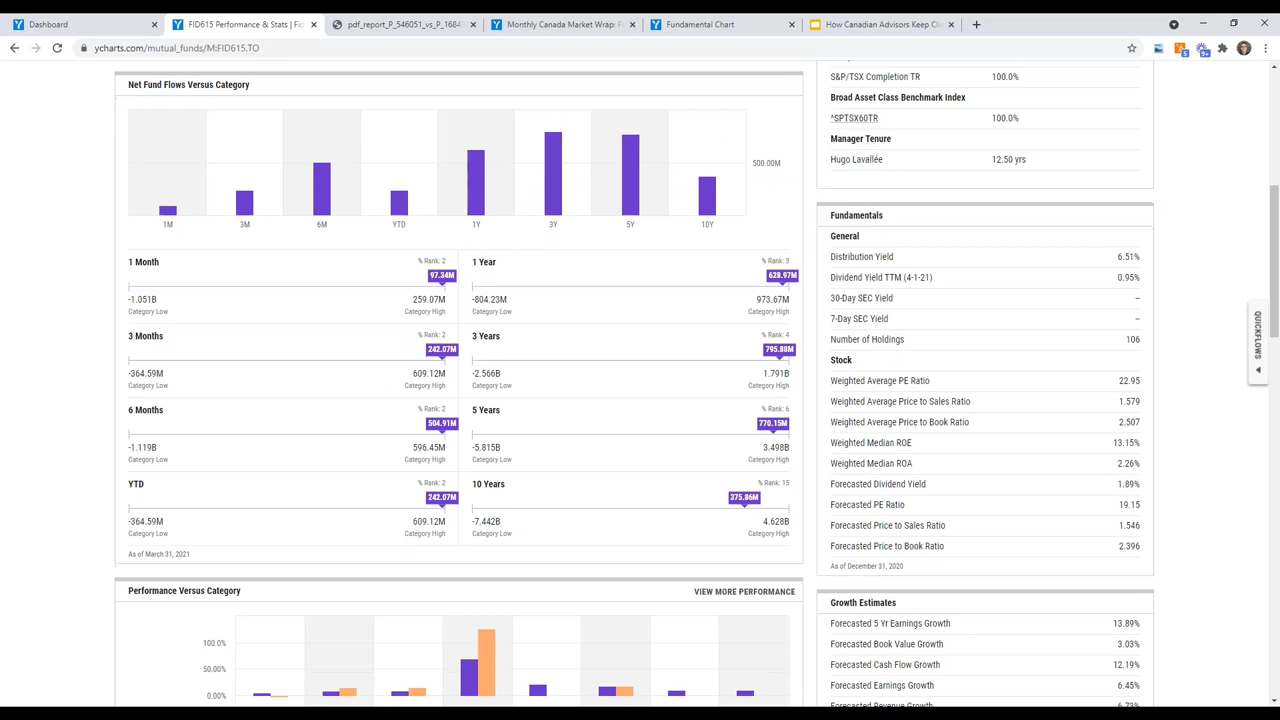 Dashboard
FID615 Performance & Stats | Fid
pdf_report_P_546051_vs_P_1684
Monthly Canada Market Wrap: Fe
Fundamental Chart
How Canadian Advisors Keep Clie
ycharts.com/mutual_funds/M:FID615.TO
Net Fund Flows Versus Category
500.00M
1M 3M 6M YTD 1Y 3Y 5Y 10Y
1 Month % Rank: 2
97.34M
-1.051B 259.07M
Category Low Category High
1 Year % Rank: 3
628.97M
-804.23M 973.67M
Category Low Category High
3 Months % Rank: 2
242.07M
-364.59M 609.12M
Category Low Category High
3 Years % Rank: 4
795.88M
-2.566B 1.791B
Category Low Category High
6 Months % Rank: 2
504.91M
-1.119B 596.45M
Category Low Category High
5 Years % Rank: 6
770.15M
-5.815B 3.498B
Category Low Category High
YTD % Rank: 2
242.07M
-364.59M 609.12M
Category Low Category High
10 Years % Rank: 15
375.86M
-7.442B 4.628B
Category Low Category High
As of March 31, 2021
Performance Versus Category VIEW MORE PERFORMANCE
100.0%
50.00%
0.00%
S&P/TSX Completion TR 100.0%
Broad Asset Class Benchmark Index
^SPTSX60TR 100.0%
Manager Tenure
Hugo Lavallée 12.50 yrs
Fundamentals
General
Distribution Yield 6.51%
Dividend Yield TTM (4-1-21) 0.95%
30-Day SEC Yield --
7-Day SEC Yield --
Number of Holdings 106
Stock
Weighted Average PE Ratio 22.95
Weighted Average Price to Sales Ratio 1.579
Weighted Average Price to Book Ratio 2.507
Weighted Median ROE 13.15%
Weighted Median ROA 2.26%
Forecasted Dividend Yield 1.89%
Forecasted PE Ratio 19.15
Forecasted Price to Sales Ratio 1.546
Forecasted Price to Book Ratio 2.396
As of December 31, 2020
Growth Estimates
Forecasted 5 Yr Earnings Growth 13.89%
Forecasted Book Value Growth 3.03%
Forecasted Cash Flow Growth 12.19%
Forecasted Earnings Growth 6.45%
Forecasted Revenue Growth 6.73%
QUICKFLOWS